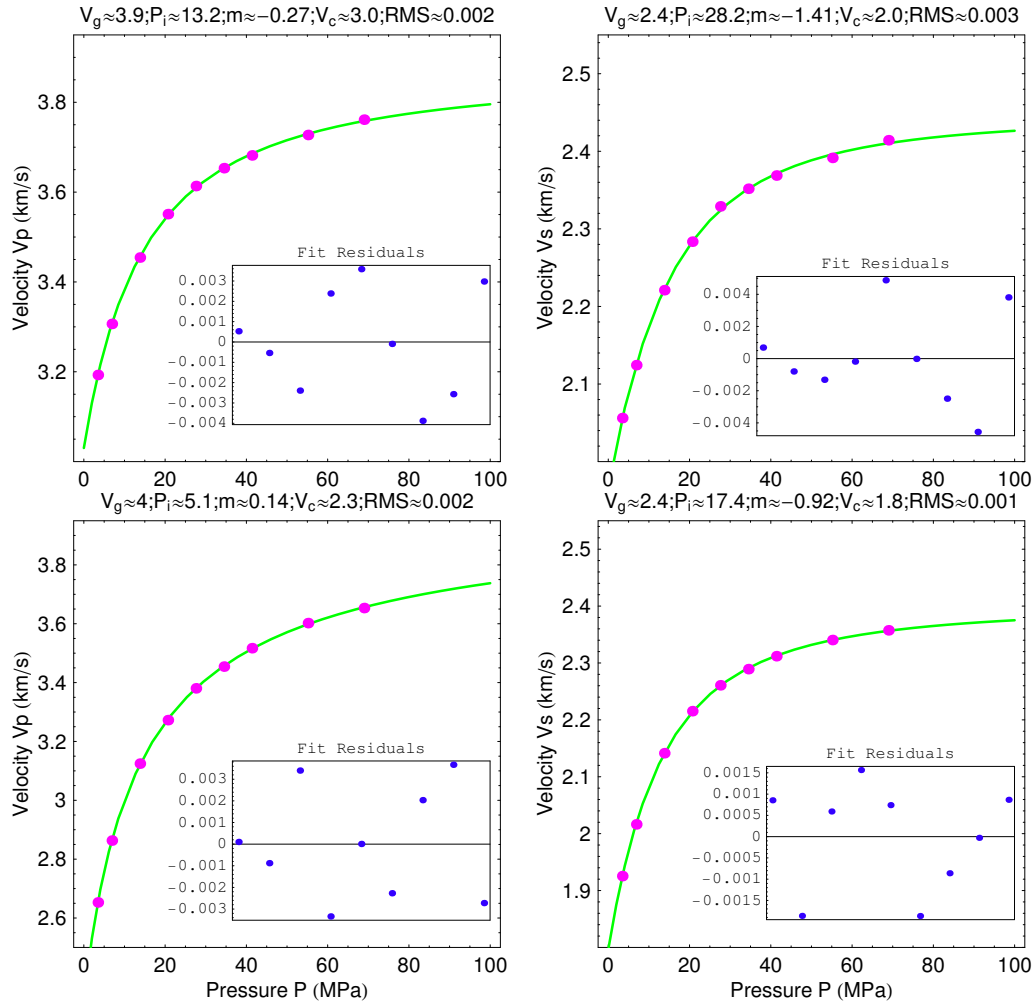 V_g≈3.9;P_i≈13.2;m≈−0.27;V_c≈3.0;RMS≈0.002
3.8
3.6
3.4
3.2
Velocity Vp (km/s)
Fit Residuals
0.003
0.002
0.001
0
−0.001
−0.002
−0.003
−0.004
0 20 40 60 80 100
V_g≈2.4;P_i≈28.2;m≈−1.41;V_c≈2.0;RMS≈0.003
2.5
2.4
2.3
2.2
2.1
Velocity Vs (km/s)
Fit Residuals
0.004
0.002
0
−0.002
−0.004
0 20 40 60 80 100
V_g≈4;P_i≈5.1;m≈0.14;V_c≈2.3;RMS≈0.002
3.8
3.6
3.4
3.2
3
2.8
2.6
Velocity Vp (km/s)
Fit Residuals
0.003
0.002
0.001
0
−0.001
−0.002
−0.003
0 20 40 60 80 100
Pressure P (MPa)
V_g≈2.4;P_i≈17.4;m≈−0.92;V_c≈1.8;RMS≈0.001
2.5
2.4
2.3
2.2
2.1
2
1.9
Velocity Vs (km/s)
Fit Residuals
0.0015
0.001
0.0005
0
−0.0005
−0.001
−0.0015
0 20 40 60 80 100
Pressure P (MPa)